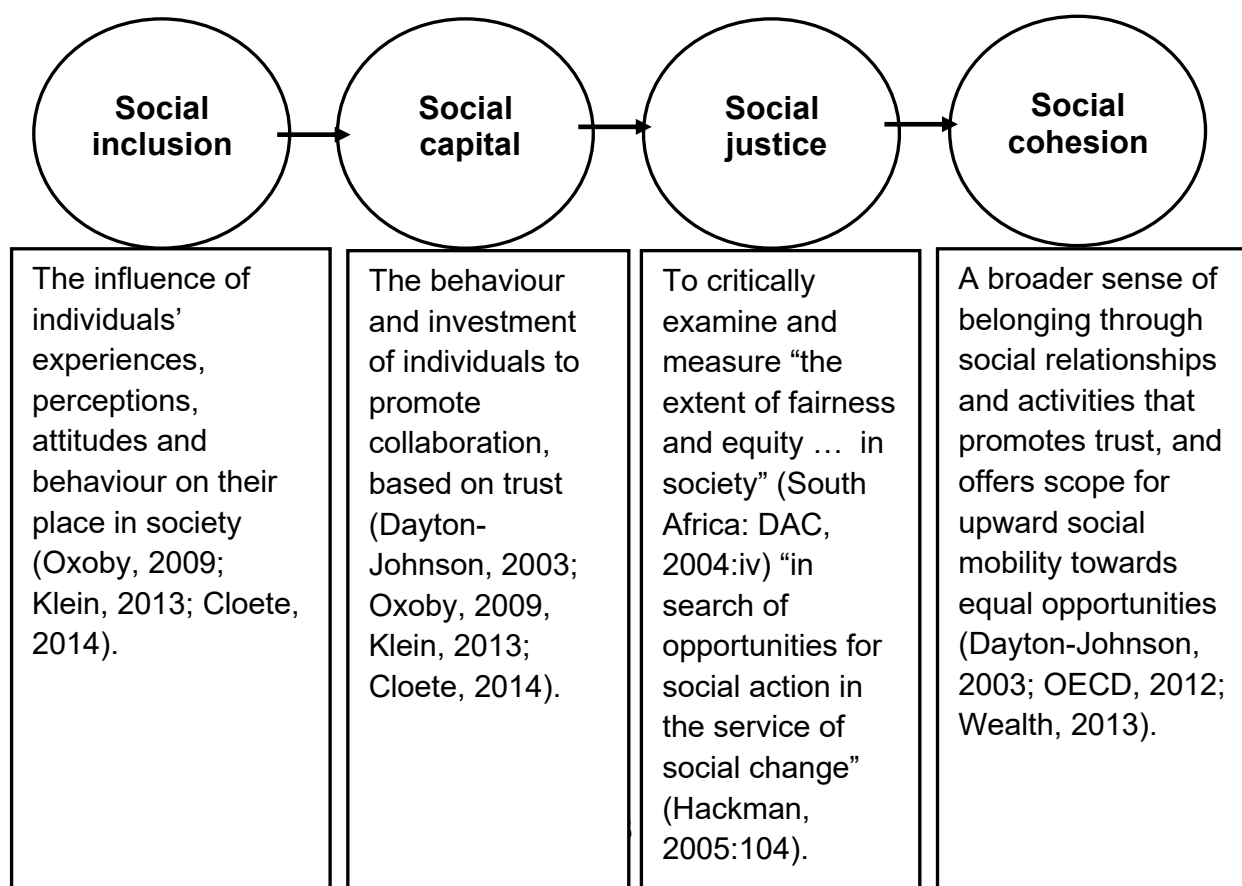 Social
inclusion
Social
capital
Social
justice
Social
cohesion
The influence of
individuals’
experiences,
perceptions,
attitudes and
behaviour on their
place in society
(Oxoby, 2009;
Klein, 2013; Cloete,
2014).
The behaviour
and investment
of individuals to
promote
collaboration,
based on trust
(Dayton-
Johnson, 2003;
Oxoby, 2009,
Klein, 2013;
Cloete, 2014).
To critically
examine and
measure “the
extent of fairness
and equity … in
society” (South
Africa: DAC,
2004:iv) “in
search of
opportunities for
social action in
the service of
social change”
(Hackman,
2005:104).
A broader sense of
belonging through
social relationships
and activities that
promotes trust, and
offers scope for
upward social
mobility towards
equal opportunities
(Dayton-Johnson,
2003; OECD, 2012;
Wealth, 2013).